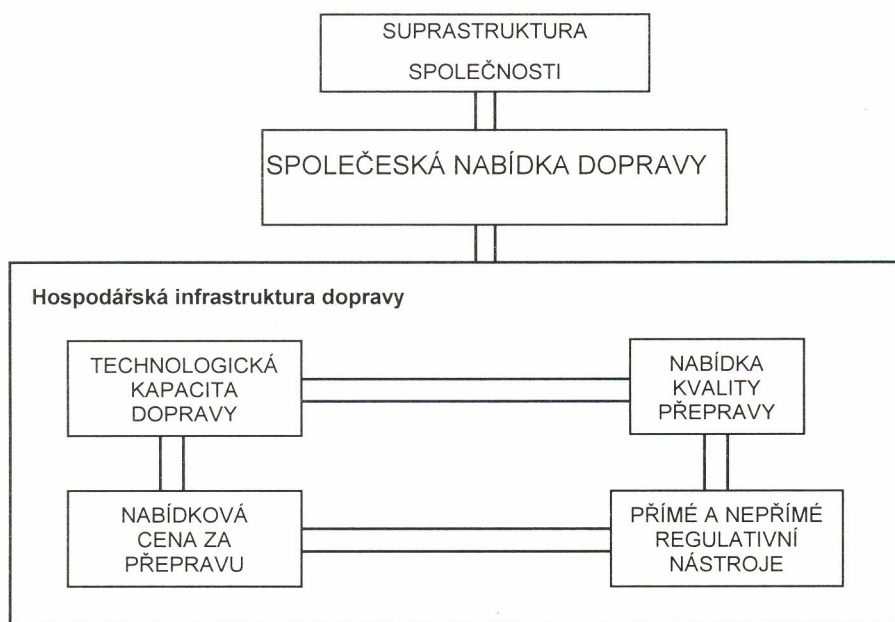 SUPRASTRUKTURA
SPOLEČNOSTI
SPOLEČESKÁ NABÍDKA DOPRAVY
Hospodářská infrastruktura dopravy
TECHNOLOGICKÁ
KAPACITA
DOPRAVY
NABÍDKA
KVALITY
PŘEPRAVY
NABÍDKOVÁ
CENA ZA
PŘEPRAVU
PŘÍMÉ A NEPŘÍMÉ
REGULATIVNÍ
NÁSTROJE